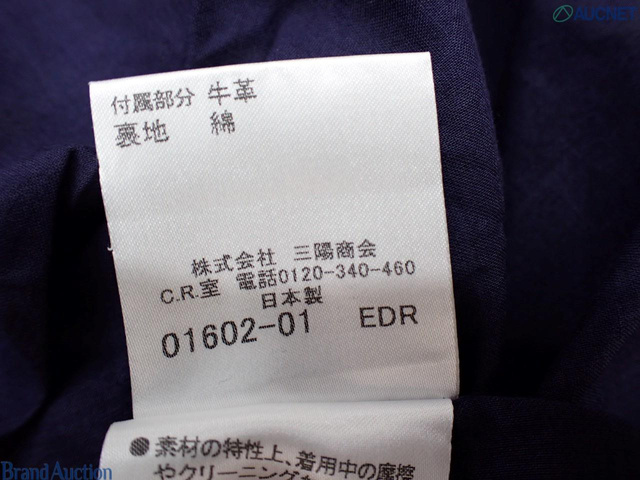 AUCNET
付属部分 牛革
裏地 綿
株式会社 三陽商会
C.R.室 電話0120-340-460
日本製
01602-01 EDR
●素材の特性上、着用中の摩擦
やクリーニング
Brand Auction